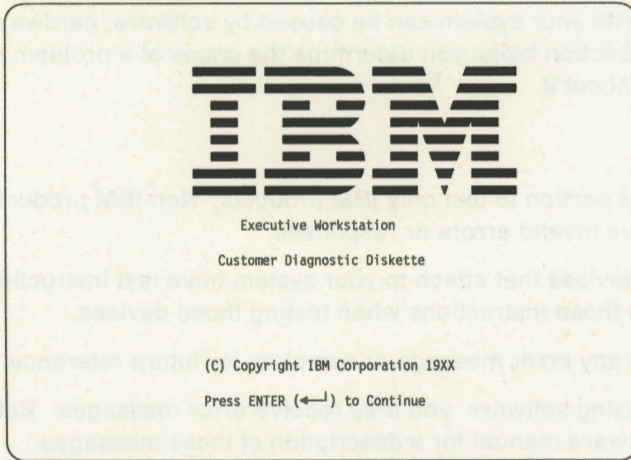 IBM
Executive Workstation
Customer Diagnostic Diskette
(C) Copyright IBM Corporation 19XX
Press ENTER (←┘) to Continue